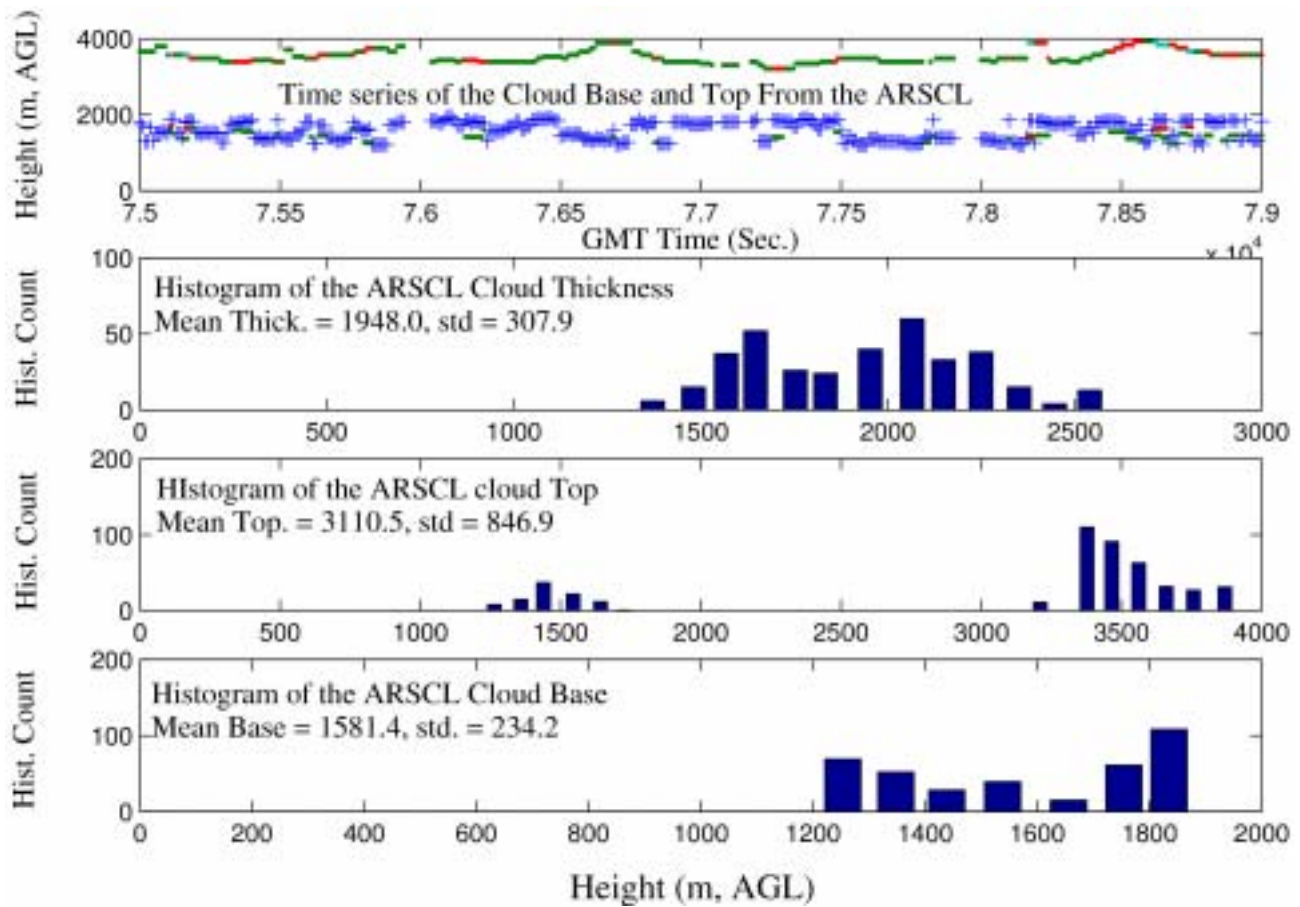 Height (m, AGL)
4000
2000
0
Time series of the Cloud Base and Top From the ARSCL
7.5 7.55 7.6 7.65 7.7 7.75 7.8 7.85 7.9
GMT Time (Sec.)
x 10^4
Hist. Count
100
50
0
Histogram of the ARSCL Cloud Thickness
Mean Thick. = 1948.0, std = 307.9
0 500 1000 1500 2000 2500 3000
Hist. Count
200
100
0
HIstogram of the ARSCL cloud Top
Mean Top. = 3110.5, std = 846.9
0 500 1000 1500 2000 2500 3000 3500 4000
Hist. Count
200
100
0
Histogram of the ARSCL Cloud Base
Mean Base = 1581.4, std. = 234.2
0 200 400 600 800 1000 1200 1400 1600 1800 2000
Height (m, AGL)